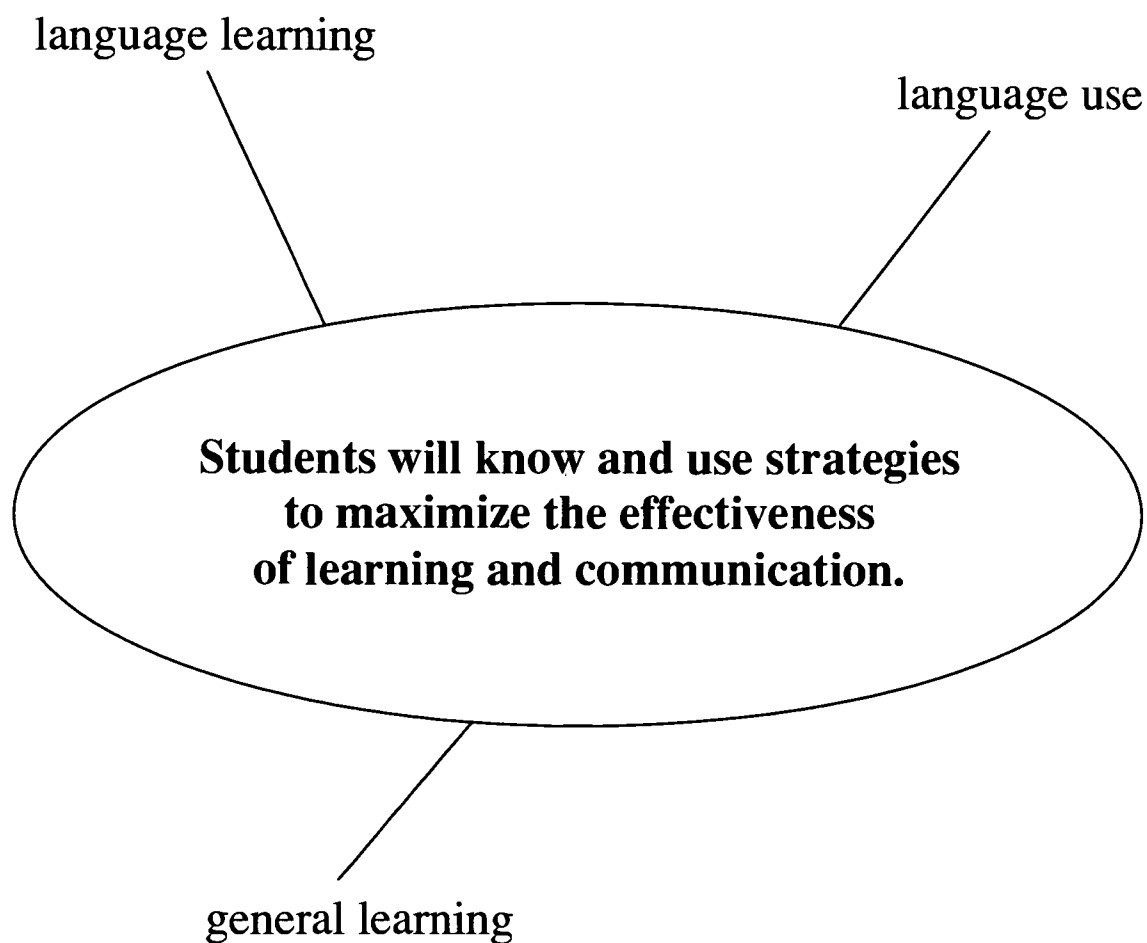 language learning
language use
Students will know and use strategies
to maximize the effectiveness
of learning and communication.
general learning